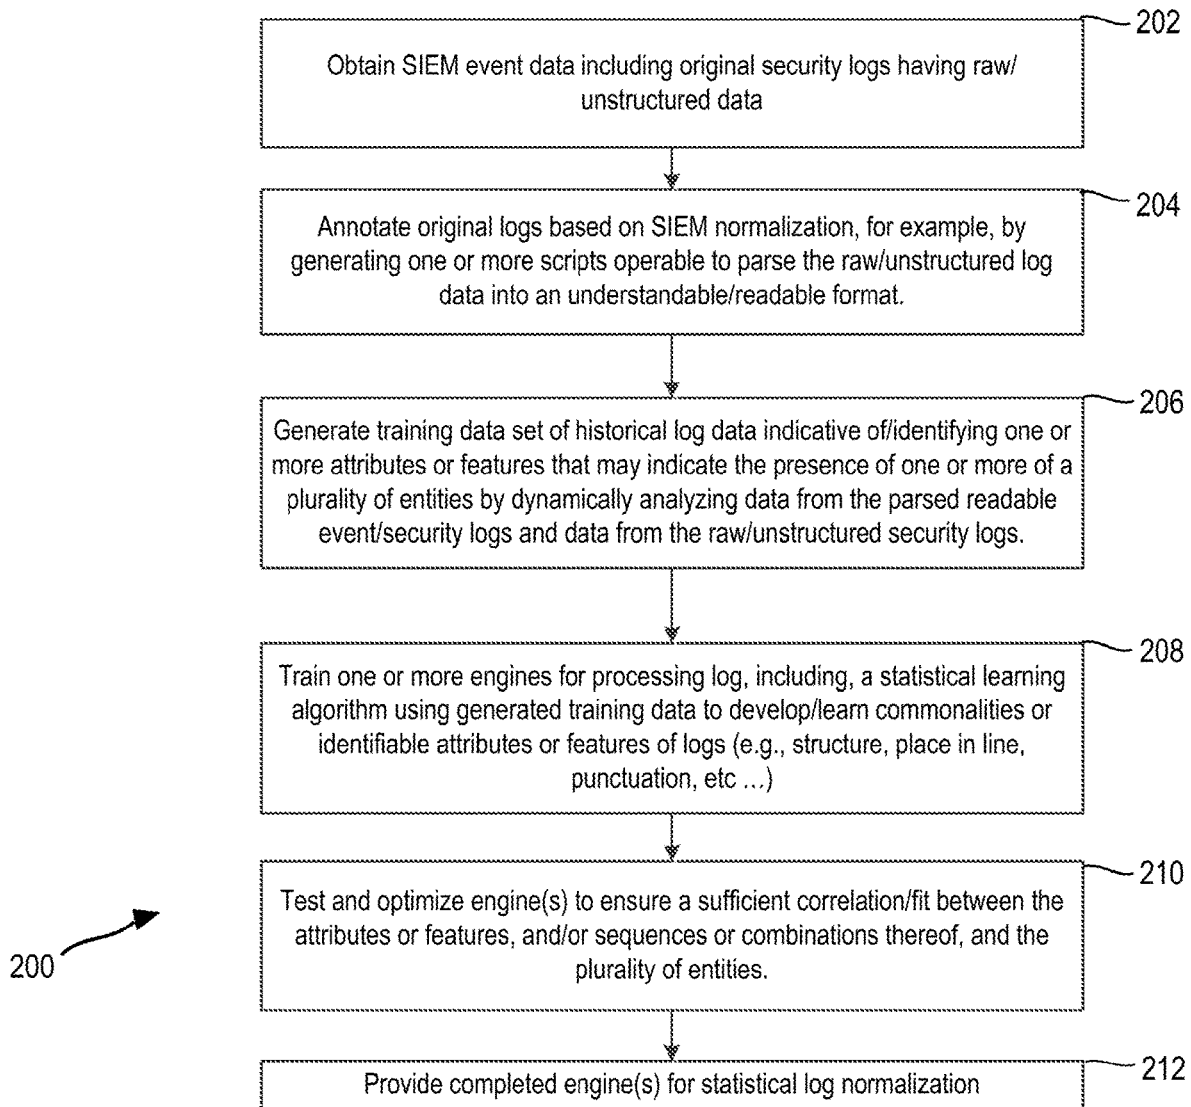 202
Obtain SIEM event data including original security logs having raw/
unstructured data
204
Annotate original logs based on SIEM normalization, for example, by
generating one or more scripts operable to parse the raw/unstructured log
data into an understandable/readable format.
206
Generate training data set of historical log data indicative of/identifying one or
more attributes or features that may indicate the presence of one or more of a
plurality of entities by dynamically analyzing data from the parsed readable
event/security logs and data from the raw/unstructured security logs.
208
Train one or more engines for processing log, including, a statistical learning
algorithm using generated training data to develop/learn commonalities or
identifiable attributes or features of logs (e.g., structure, place in line,
punctuation, etc ...)
210
Test and optimize engine(s) to ensure a sufficient correlation/fit between the
attributes or features, and/or sequences or combinations thereof, and the
plurality of entities.
200
212
Provide completed engine(s) for statistical log normalization